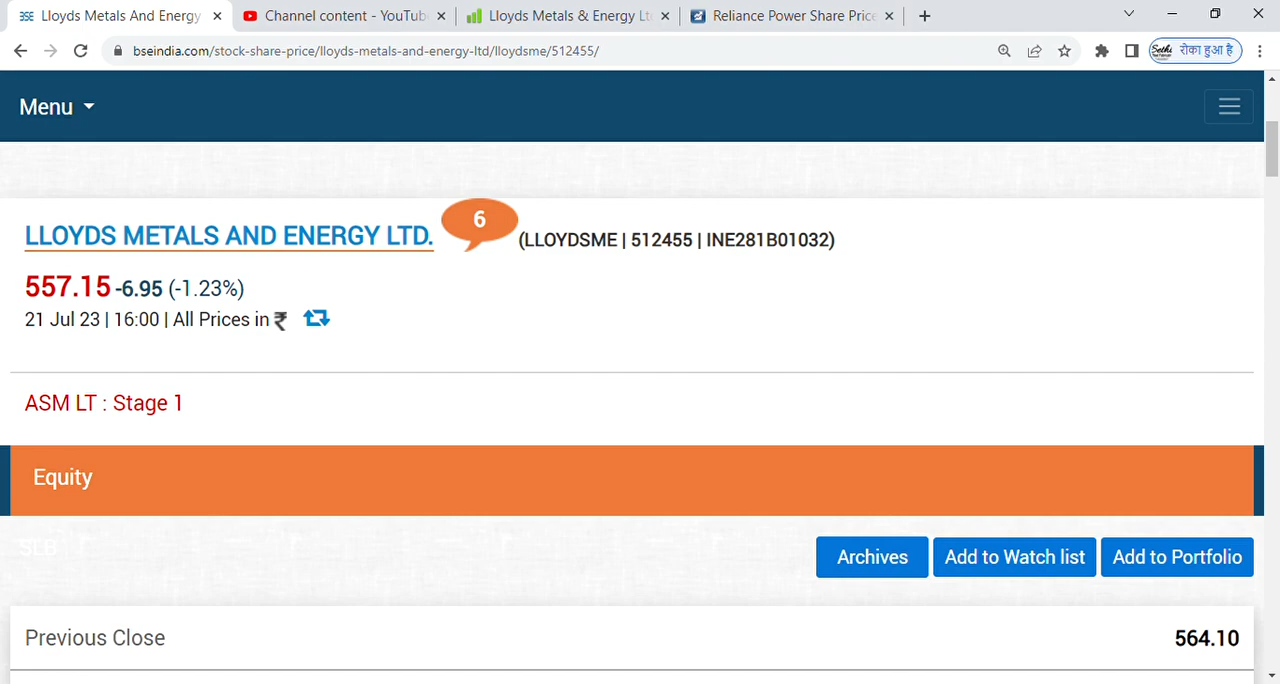 Lloyds Metals And Energy
Channel content - YouTub
Lloyds Metals & Energy Lt
Reliance Power Share Price
bseindia.com/stock-share-price/lloyds-metals-and-energy-ltd/lloydsme/512455/
Sethi
रोका हुआ है
Menu
LLOYDS METALS AND ENERGY LTD.
6
(LLOYDSME | 512455 | INE281B01032)
557.15 -6.95 (-1.23%)
21 Jul 23 | 16:00 | All Prices in ₹
ASM LT : Stage 1
Equity
SLB
Archives
Add to Watch list
Add to Portfolio
Previous Close
564.10